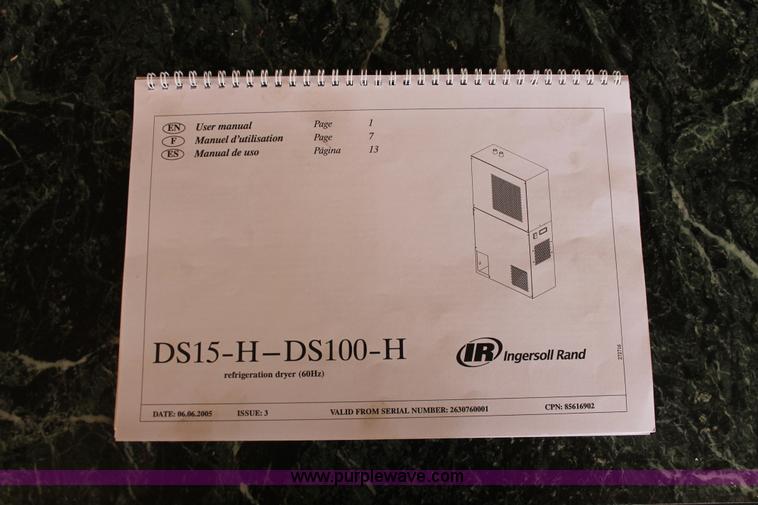 EN User manual Page 1
F Manuel d'utilisation Page 7
ES Manual de uso Página 13
DS15-H–DS100-H
refrigeration dryer (60Hz)
IR Ingersoll Rand
272716
DATE: 06.06.2005 ISSUE: 3 VALID FROM SERIAL NUMBER: 2630760001 CPN: 85616902
www.purplewave.com